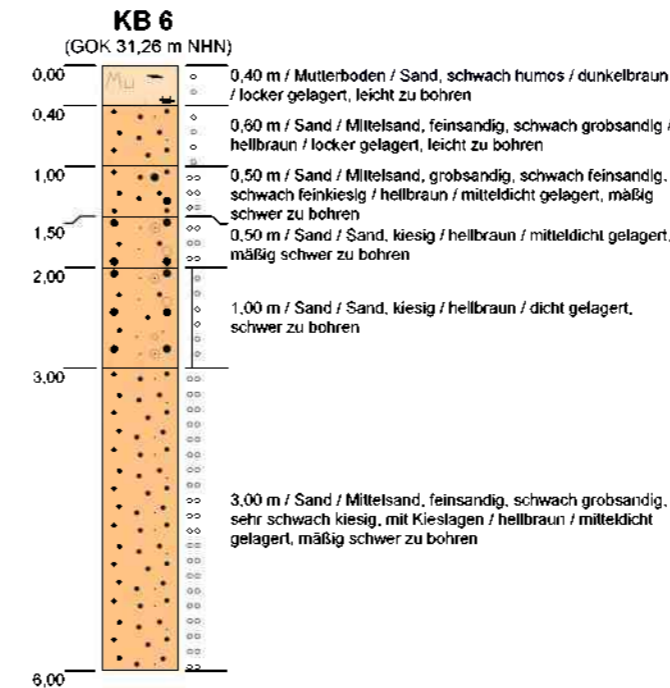 KB 6
(GOK 31,26 m NHN)
0,00
Mu
0,40 m / Mutterboden / Sand, schwach humos / dunkelbraun
/ locker gelagert, leicht zu bohren
0,40
0,60 m / Sand / Mittelsand, feinsandig, schwach grobsandig /
hellbraun / locker gelagert, leicht zu bohren
1,00
0,50 m / Sand / Mittelsand, grobsandig, schwach feinsandig,
schwach feinkiesig / hellbraun / mitteldicht gelagert, mäßig
schwer zu bohren
1,50
0,50 m / Sand / Sand, kiesig / hellbraun / mitteldicht gelagert,
mäßig schwer zu bohren
2,00
1,00 m / Sand / Sand, kiesig / hellbraun / dicht gelagert,
schwer zu bohren
3,00
3,00 m / Sand / Mittelsand, feinsandig, schwach grobsandig,
sehr schwach kiesig, mit Kieslagen / hellbraun / mitteldicht
gelagert, mäßig schwer zu bohren
6,00